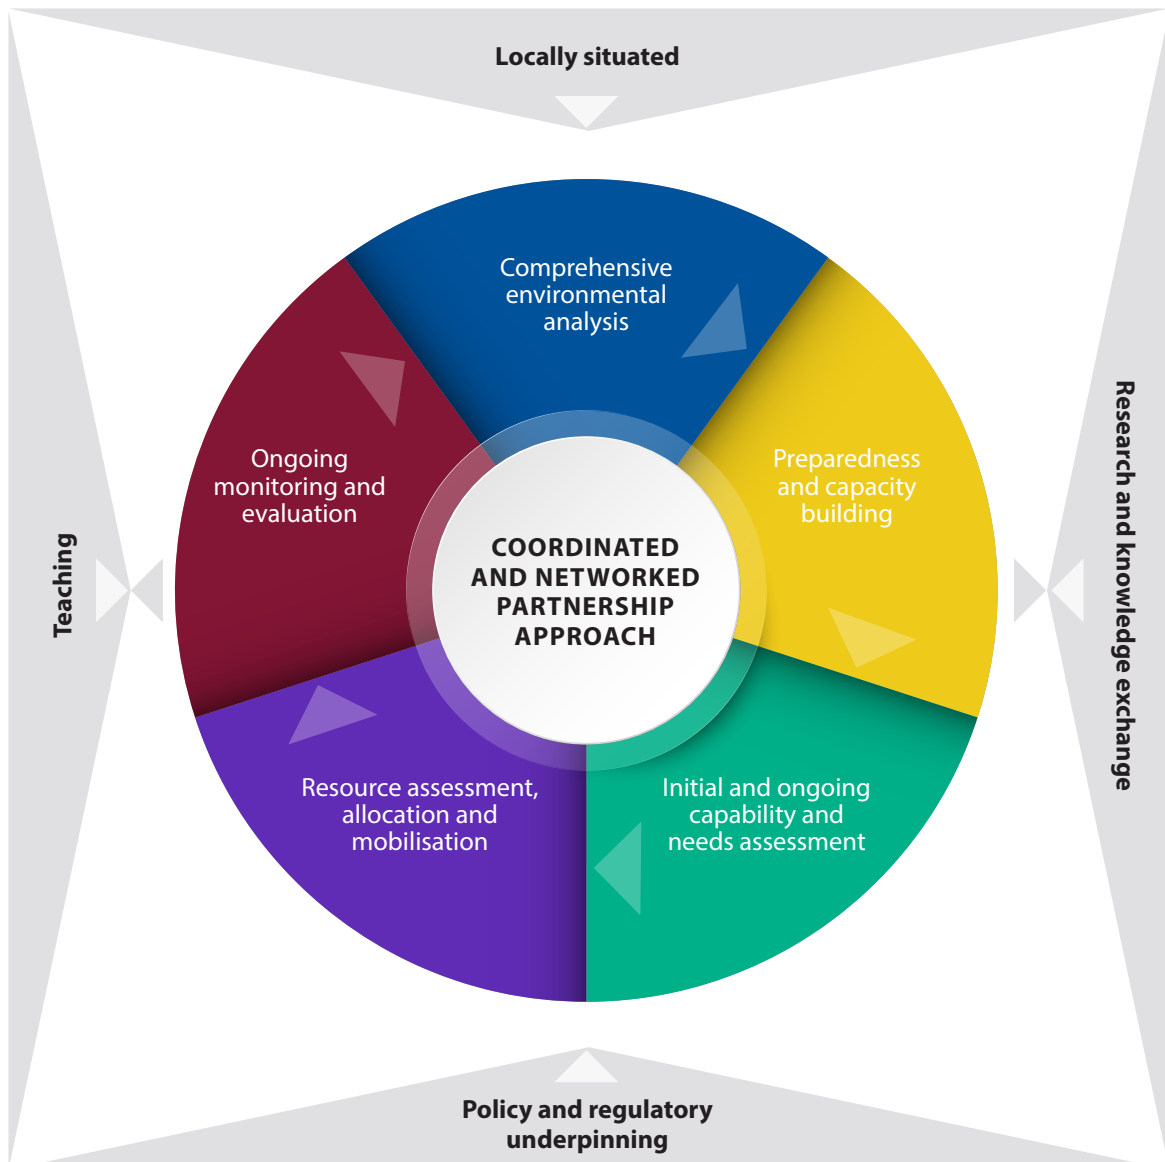 Locally situated
Comprehensive
environmental
analysis
Preparedness
and capacity
building
Initial and ongoing
capability and
needs assessment
Resource assessment,
allocation and
mobilisation
Ongoing
monitoring and
evaluation
COORDINATED
AND NETWORKED
PARTNERSHIP
APPROACH
Teaching
Research and knowledge exchange
Policy and regulatory
underpinning